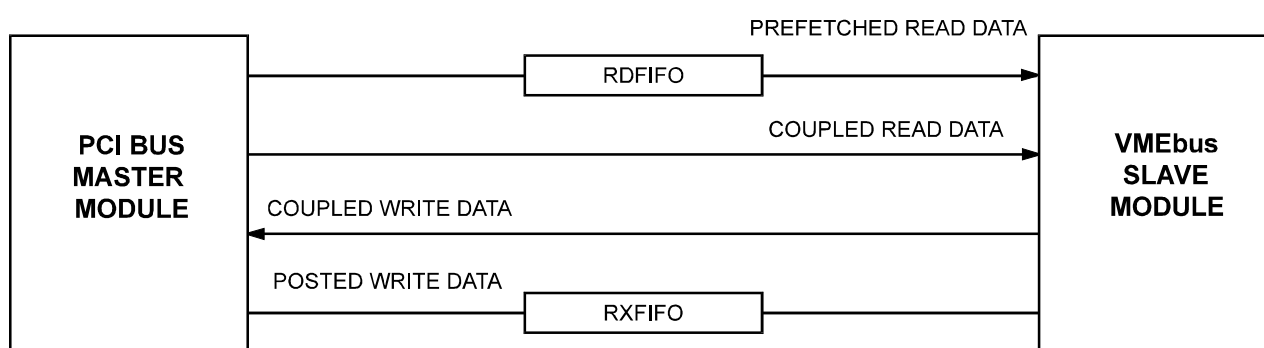 PREFETCHED READ DATA
RDFIFO
COUPLED READ DATA
PCI BUS
MASTER
MODULE
VMEbus
SLAVE
MODULE
COUPLED WRITE DATA
POSTED WRITE DATA
RXFIFO